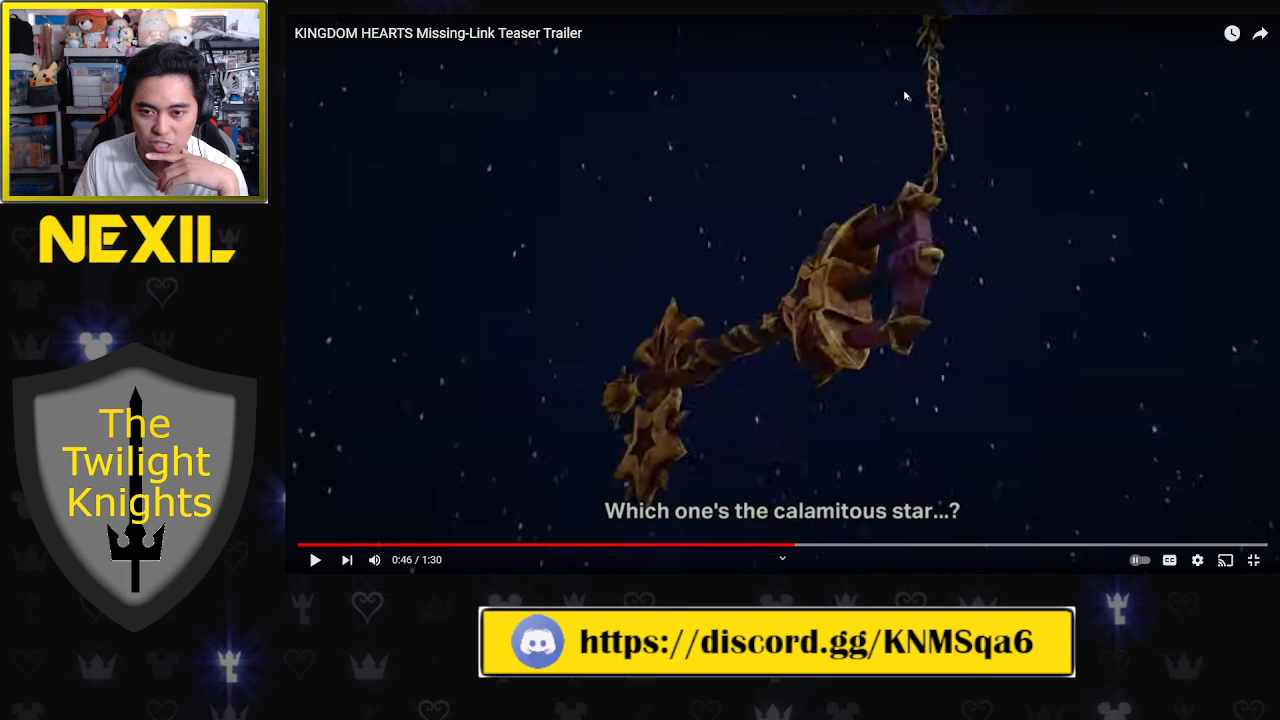 KINGDOM HEARTS Missing-Link Teaser Trailer
NEXIL
The
Twilight
Knights
Which one's the calamitous star...?
0:46 / 1:30
CC
https://discord.gg/KNMSqa6